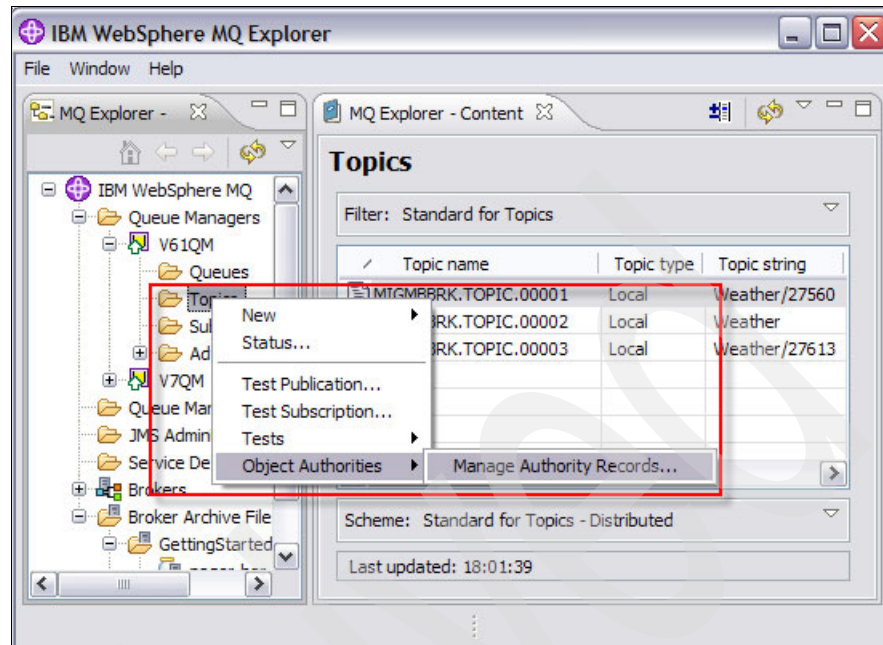 IBM WebSphere MQ Explorer
File Window Help
MQ Explorer -
IBM WebSphere MQ
Queue Managers
V61QM
Queues
Topics
Sul
Ad
V7QM
Queue Mar
JMS Admini
Service De
Brokers
Broker Archive File
GettingStarted
New
Status...
Test Publication...
Test Subscription...
Tests
Object Authorities
Manage Authority Records...
MQ Explorer - Content
Topics
Filter: Standard for Topics
Topic name Topic type Topic string
MIGMBBRK.TOPIC.00001 Local Weather/27560
BRK.TOPIC.00002 Local Weather
BRK.TOPIC.00003 Local Weather/27613
Scheme: Standard for Topics - Distributed
Last updated: 18:01:39